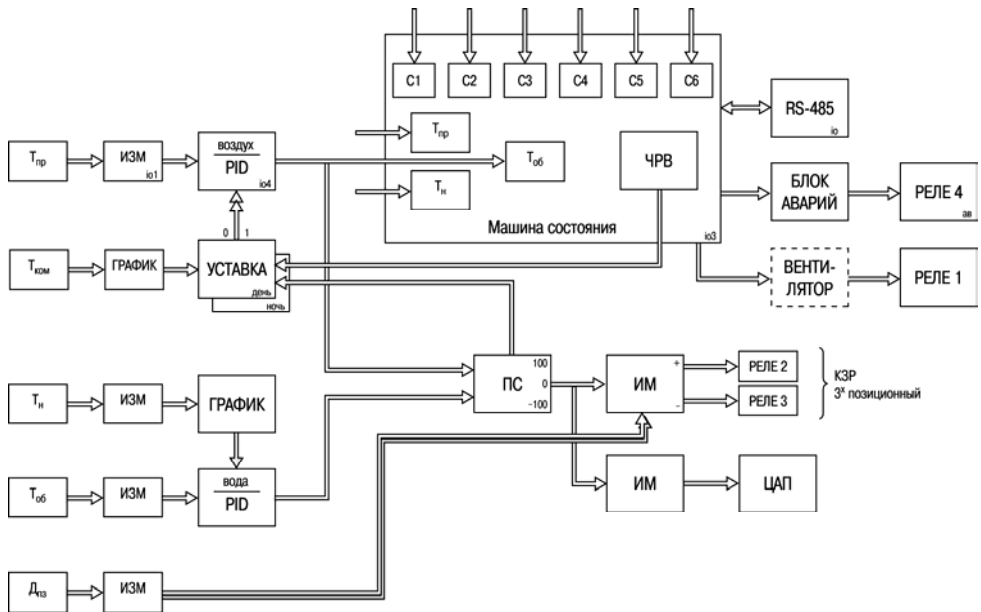 C1
C2
C3
C4
C5
C6
RS-485
io
Tпр
Tоб
Tн
ЧРВ
Машина состояния
io3
Tпр
ИЗМ
io1
воздух
PID
io4
БЛОК
АВАРИЙ
РЕЛЕ 4
ав
0 1
Tком
ГРАФИК
УСТАВКА
день
ночь
ВЕНТИ-
ЛЯТОР
РЕЛЕ 1
ПС
100
0
-100
ИМ
+
-
РЕЛЕ 2
РЕЛЕ 3
КЗР
3х позиционный
Tн
ИЗМ
ГРАФИК
Tоб
ИЗМ
вода
PID
ИМ
ЦАП
Дпз
ИЗМ